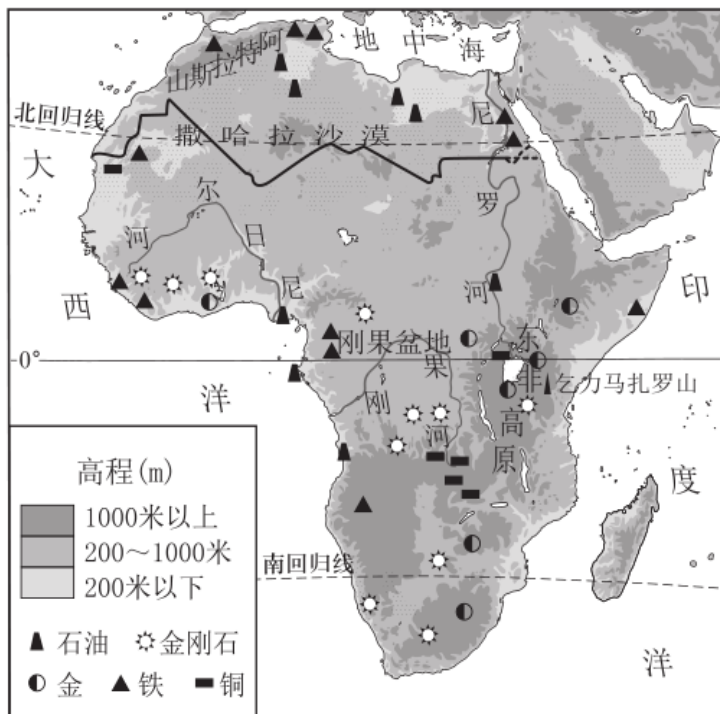 地中海
阿特拉斯山
北回归线
撒哈拉沙漠
尼罗河
大西洋
尼日尔河
印度洋
0°
刚果盆地
刚果河
东非高原
乞力马扎罗山
南回归线
高程(m)
1000米以上
200～1000米
200米以下
石油 金刚石
金 铁 铜